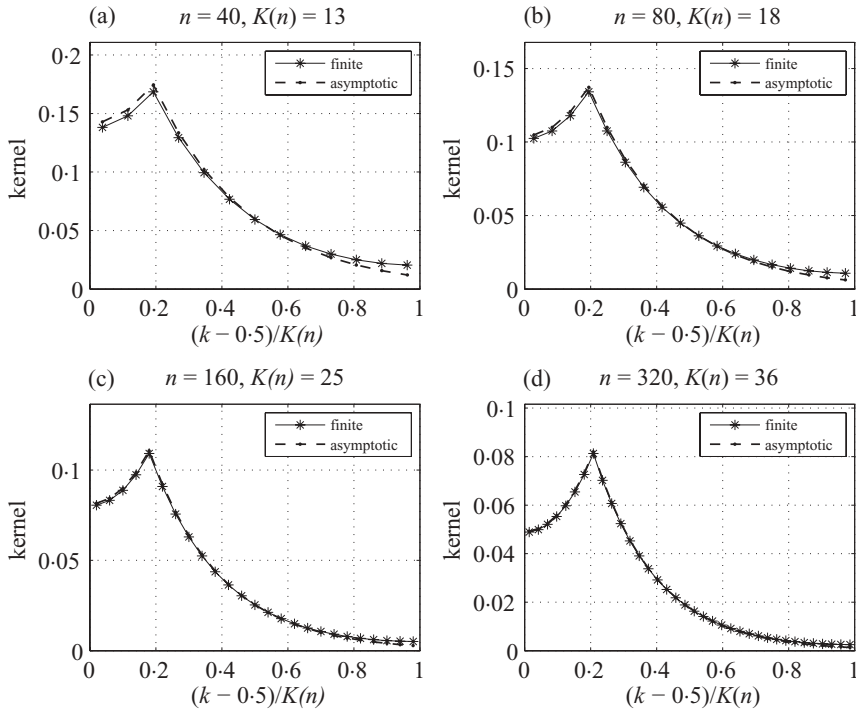 (a) n = 40, K(n) = 13
0·2
0·15
0·1
0·05
0
kernel
finite
asymptotic
0 0·2 0·4 0·6 0·8 1
(k − 0·5)/K(n)
(b) n = 80, K(n) = 18
0·15
0·1
0·05
0
kernel
finite
asymptotic
0 0·2 0·4 0·6 0·8 1
(k − 0·5)/K(n)
(c) n = 160, K(n) = 25
0·1
0·05
0
kernel
finite
asymptotic
0 0·2 0·4 0·6 0·8 1
(k − 0·5)/K(n)
(d) n = 320, K(n) = 36
0·1
0·08
0·06
0·04
0·02
0
kernel
finite
asymptotic
0 0·2 0·4 0·6 0·8 1
(k − 0·5)/K(n)